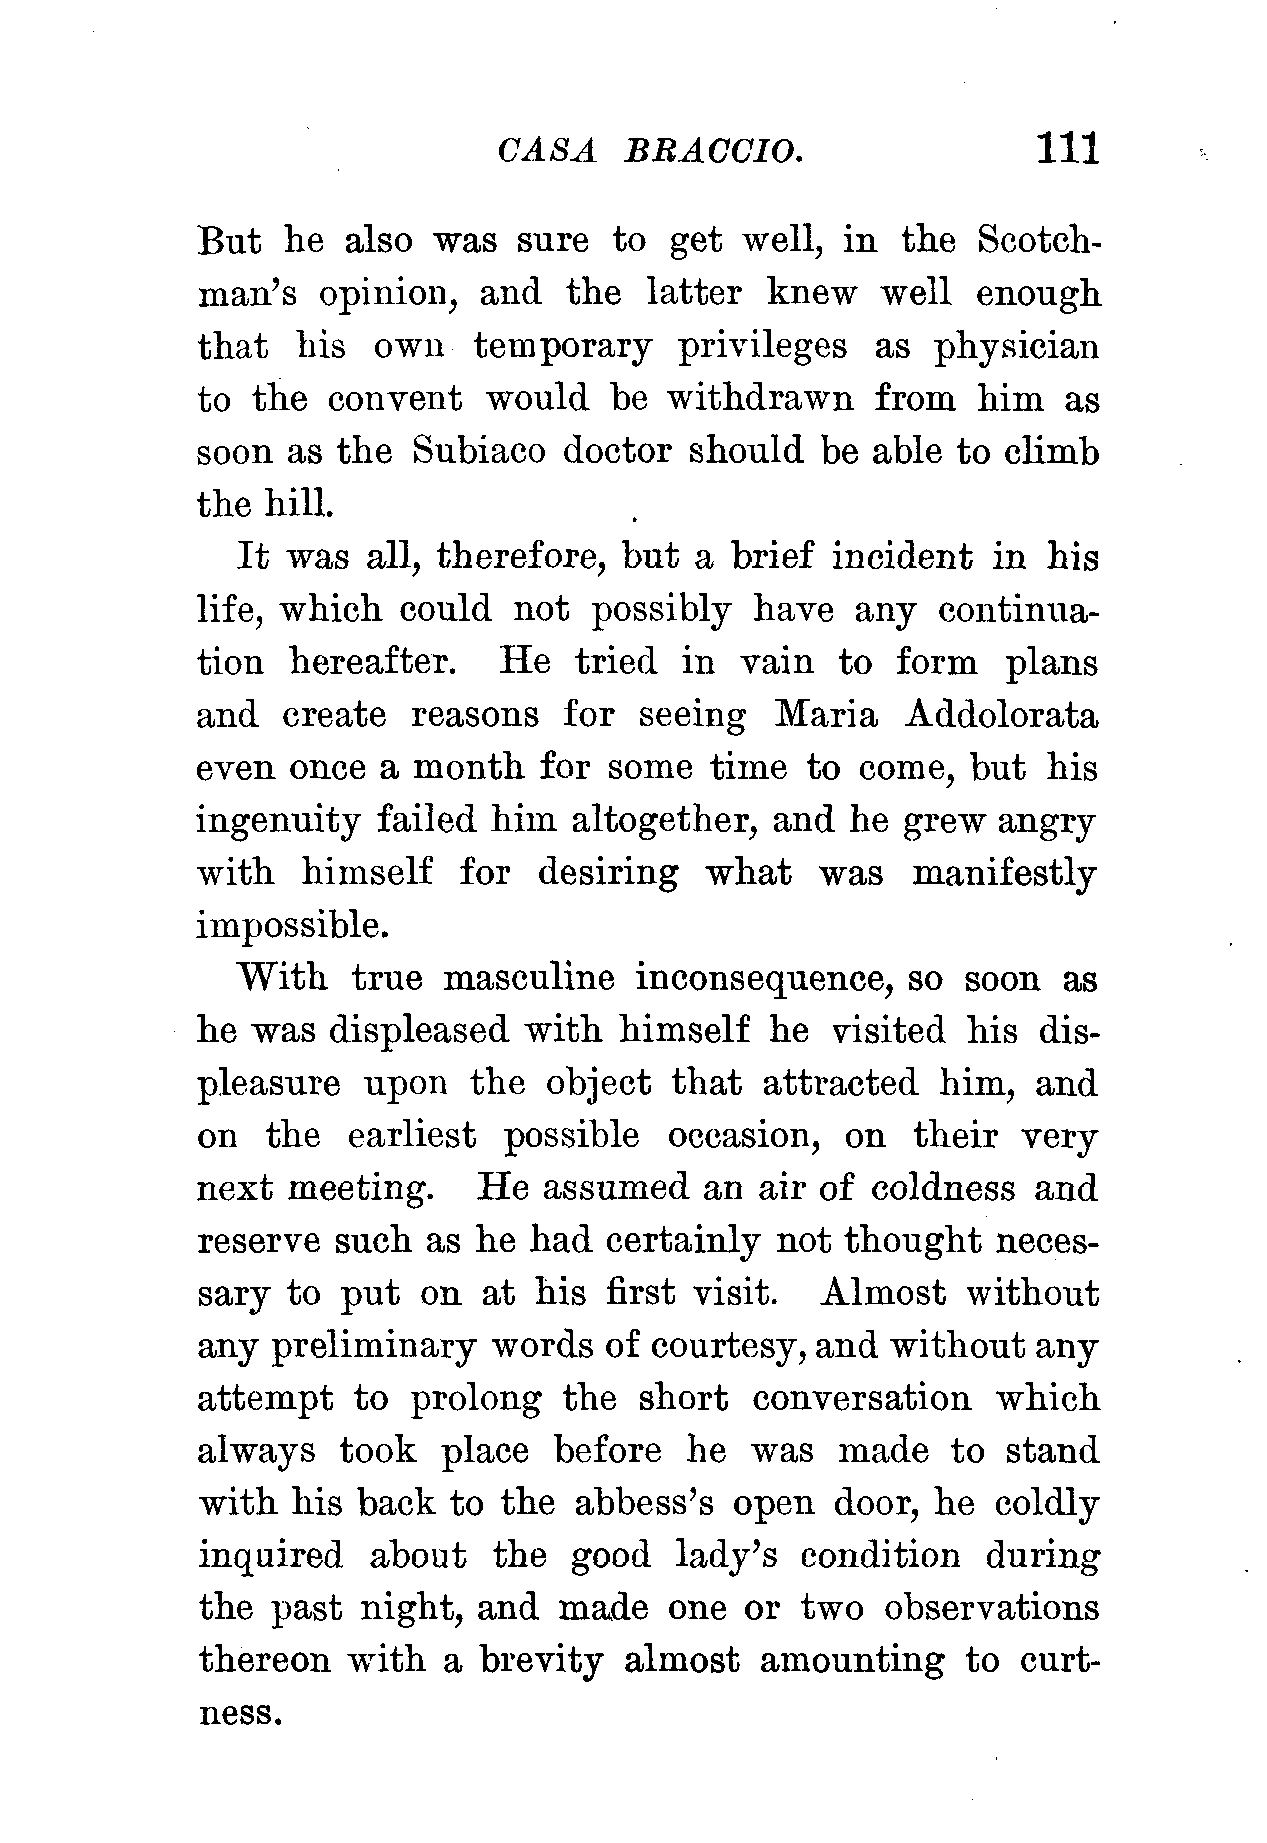 CASA BRACCIO. 111
But he also was sure to get well, in the Scotch-
man's opinion, and the latter knew well enough
that his own temporary privileges as physician
to the convent would be withdrawn from him as
soon as the Subiaco doctor should be able to climb
the hill.
It was all, therefore, but a brief incident in his
life, which could not possibly have any continua-
tion hereafter. He tried in vain to form plans
and create reasons for seeing Maria Addolorata
even once a month for some time to come, but his
ingenuity failed him altogether, and he grew angry
with himself for desiring what was manifestly
impossible.
With true masculine inconsequence, so soon as
he was displeased with himself he visited his dis-
pleasure upon the object that attracted him, and
on the earliest possible occasion, on their very
next meeting. He assumed an air of coldness and
reserve such as he had certainly not thought neces-
sary to put on at his first visit. Almost without
any preliminary words of courtesy, and without any
attempt to prolong the short conversation which
always took place before he was made to stand
with his back to the abbess's open door, he coldly
inquired about the good lady's condition during
the past night, and made one or two observations
thereon with a brevity almost amounting to curt-
ness.